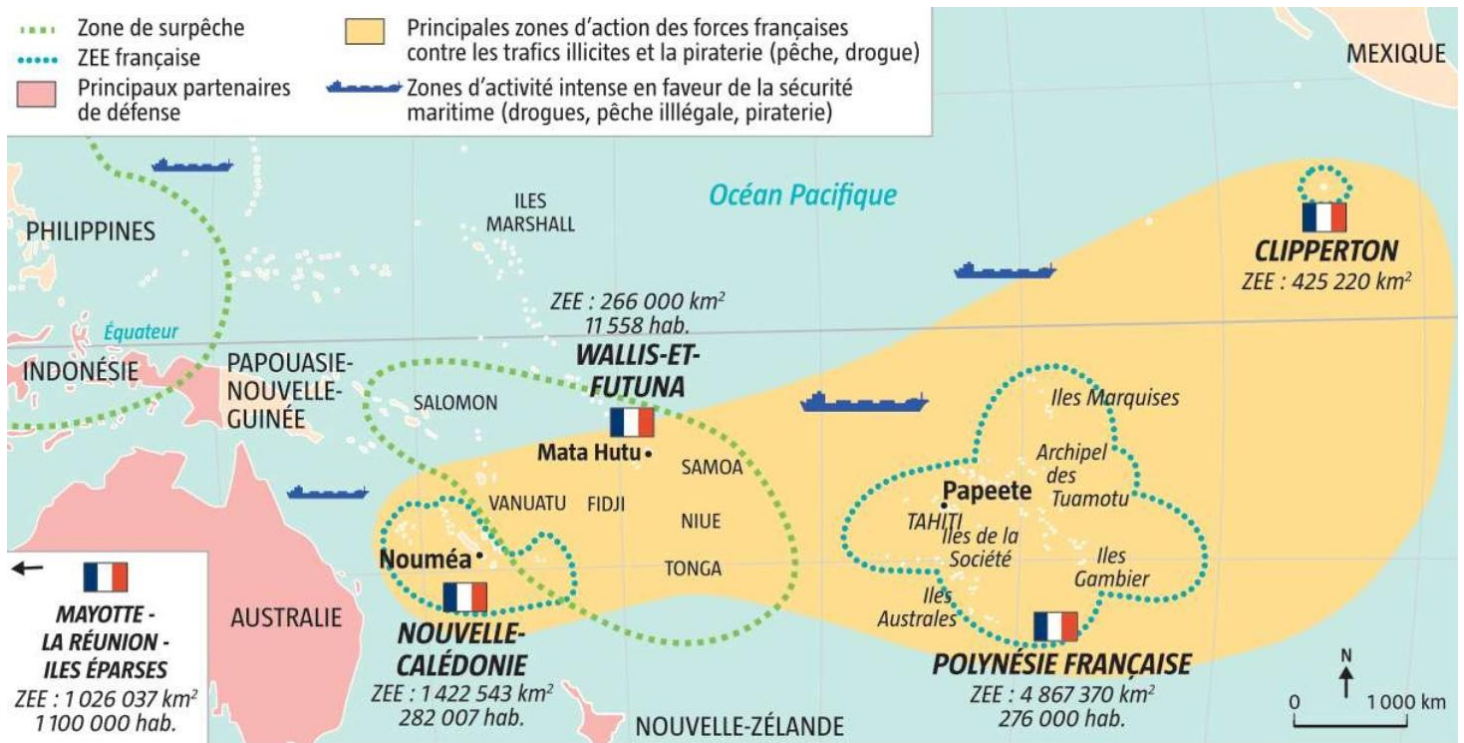 Zone de surpêche
ZEE française
Principaux partenaires
de défense
Principales zones d'action des forces françaises
contre les trafics illicites et la piraterie (pêche, drogue)
Zones d'activité intense en faveur de la sécurité
maritime (drogues, pêche illlégale, piraterie)
MEXIQUE
Océan Pacifique
ILES
MARSHALL
PHILIPPINES
CLIPPERTON
ZEE : 425 220 km²
Équateur
INDONÉSIE
PAPOUASIE-
NOUVELLE-
GUINÉE
SALOMON
ZEE : 266 000 km²
11 558 hab.
WALLIS-ET-
FUTUNA
Mata Hutu
SAMOA
VANUATU
FIDJI
NIUE
TONGA
Iles Marquises
Archipel
des
Tuamotu
Papeete
TAHITI
Iles de la
Société
Iles
Gambier
Iles
Australes
Nouméa
AUSTRALIE
NOUVELLE-
CALÉDONIE
ZEE : 1 422 543 km²
282 007 hab.
POLYNÉSIE FRANÇAISE
ZEE : 4 867 370 km²
276 000 hab.
MAYOTTE -
LA RÉUNION -
ILES ÉPARSES
ZEE : 1 026 037 km²
1 100 000 hab.
NOUVELLE-ZÉLANDE
N
0 1 000 km